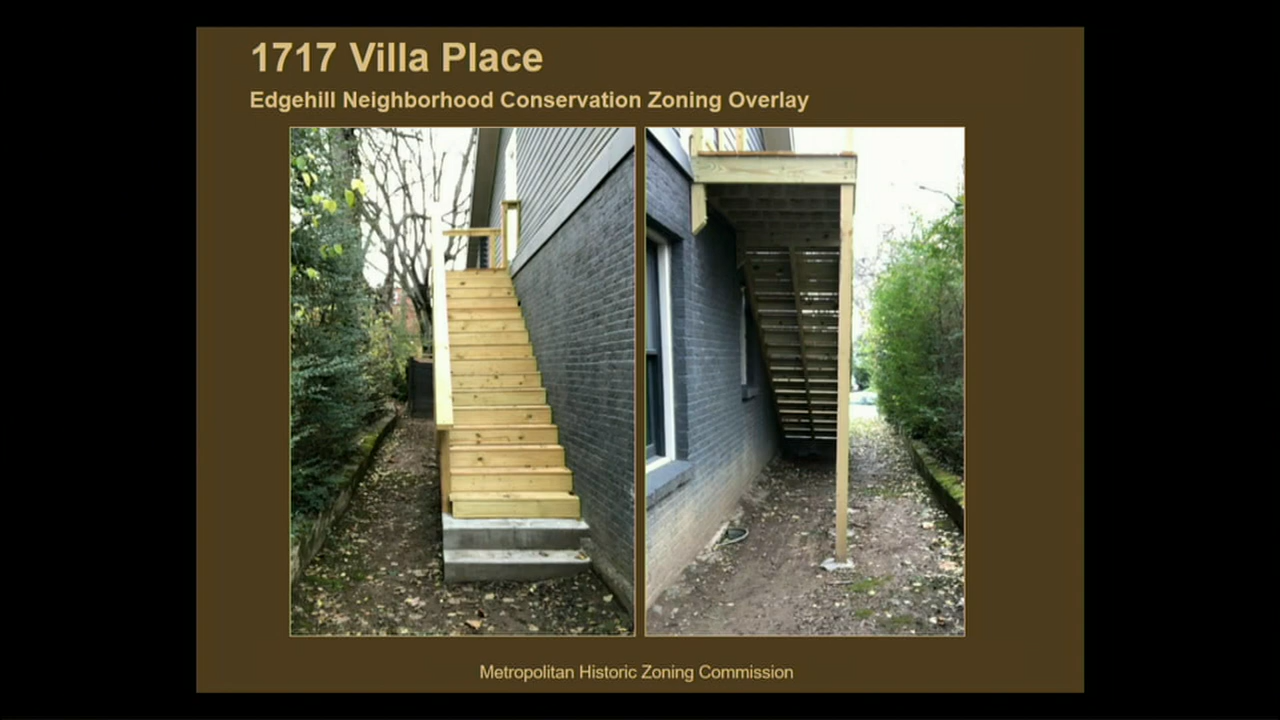 1717 Villa Place
Edgehill Neighborhood Conservation Zoning Overlay
Metropolitan Historic Zoning Commission